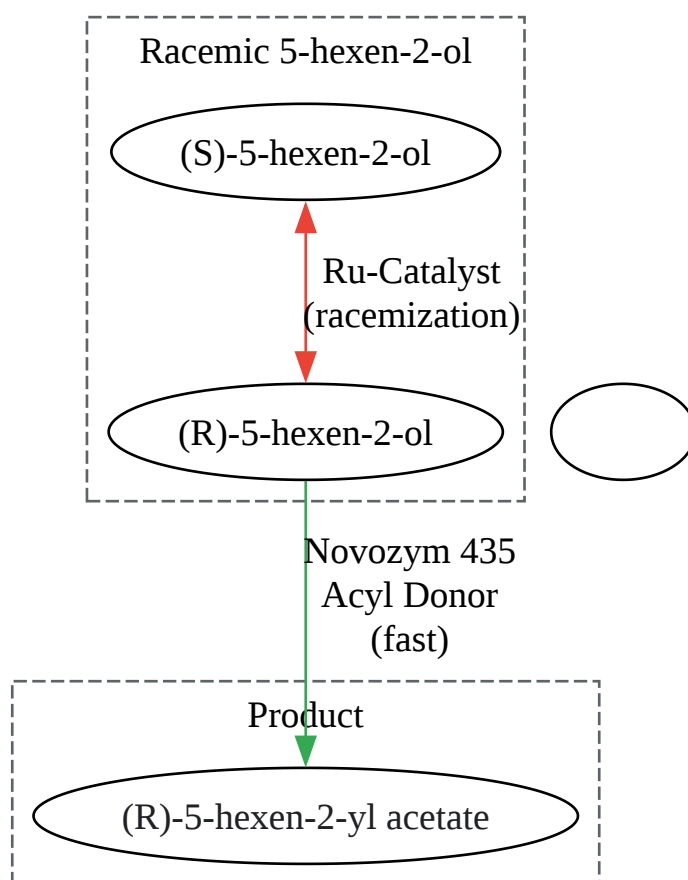 Racemic 5-hexen-2-ol
(S)-5-hexen-2-ol
Ru-Catalyst
(racemization)
(R)-5-hexen-2-ol
Novozym 435
Acyl Donor
(fast)
Product
(R)-5-hexen-2-yl acetate